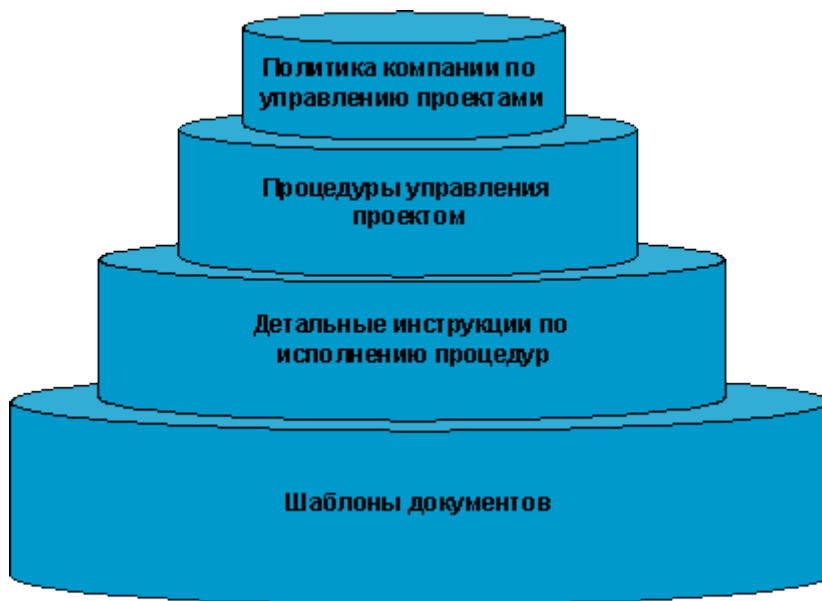 Политика компании по
управлению проектами
Процедуры управления
проектом
Детальные инструкции по
исполнению процедур
Шаблоны документов